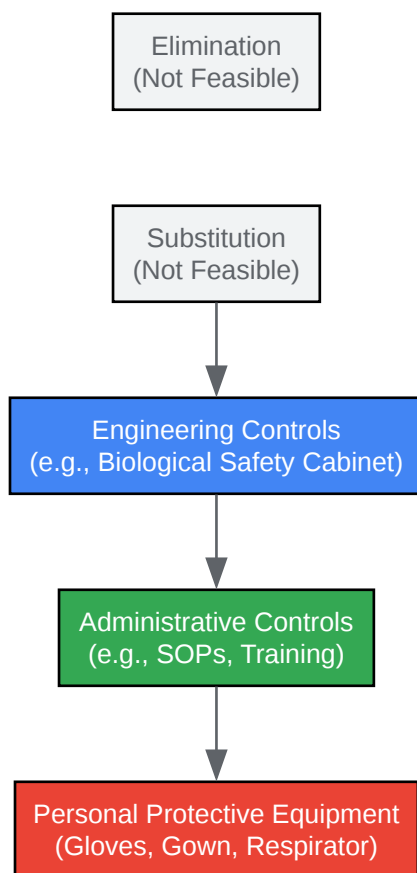 Elimination
(Not Feasible)
Substitution
(Not Feasible)
Engineering Controls
(e.g., Biological Safety Cabinet)
Administrative Controls
(e.g., SOPs, Training)
Personal Protective Equipment
(Gloves, Gown, Respirator)